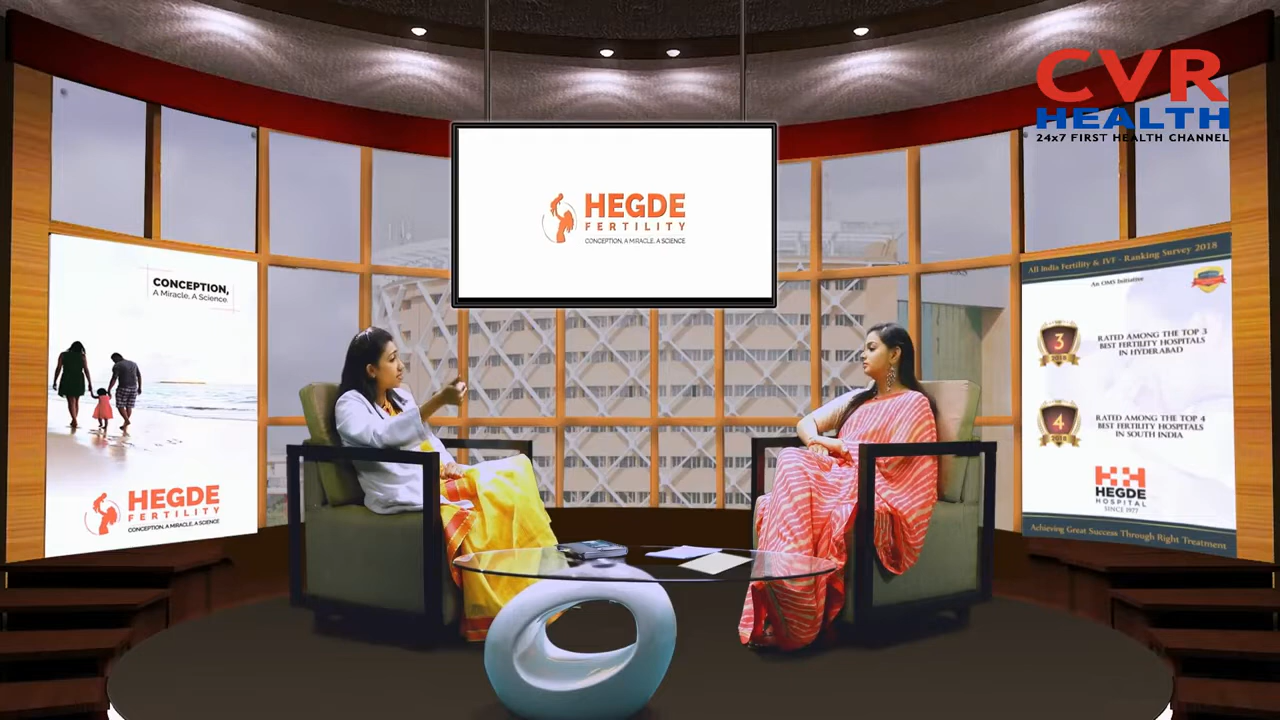 CVR
HEALTH
24x7 FIRST HEALTH CHANNEL
HEGDE
FERTILITY
CONCEPTION, A MIRACLE, A SCIENCE
CONCEPTION,
A Miracle, A Science.
HEGDE
FERTILITY
CONCEPTION, A MIRACLE, A SCIENCE
All India Fertility & IVF - Ranking Survey 2018
An OMS Initiative
3
2018
RATED AMONG THE TOP 3
BEST FERTILITY HOSPITALS
IN HYDERABAD
4
2018
RATED AMONG THE TOP 4
BEST FERTILITY HOSPITALS
IN SOUTH INDIA
HEGDE
HOSPITAL
SINCE 1977
Achieving Great Success Through Right Treatment